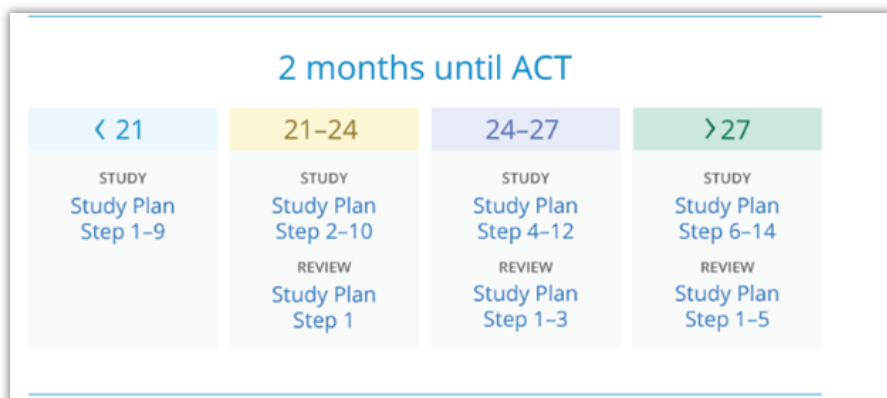 2 months until ACT
< 21
STUDY
Study Plan
Step 1–9
21–24
STUDY
Study Plan
Step 2–10
REVIEW
Study Plan
Step 1
24–27
STUDY
Study Plan
Step 4–12
REVIEW
Study Plan
Step 1–3
>27
STUDY
Study Plan
Step 6–14
REVIEW
Study Plan
Step 1–5